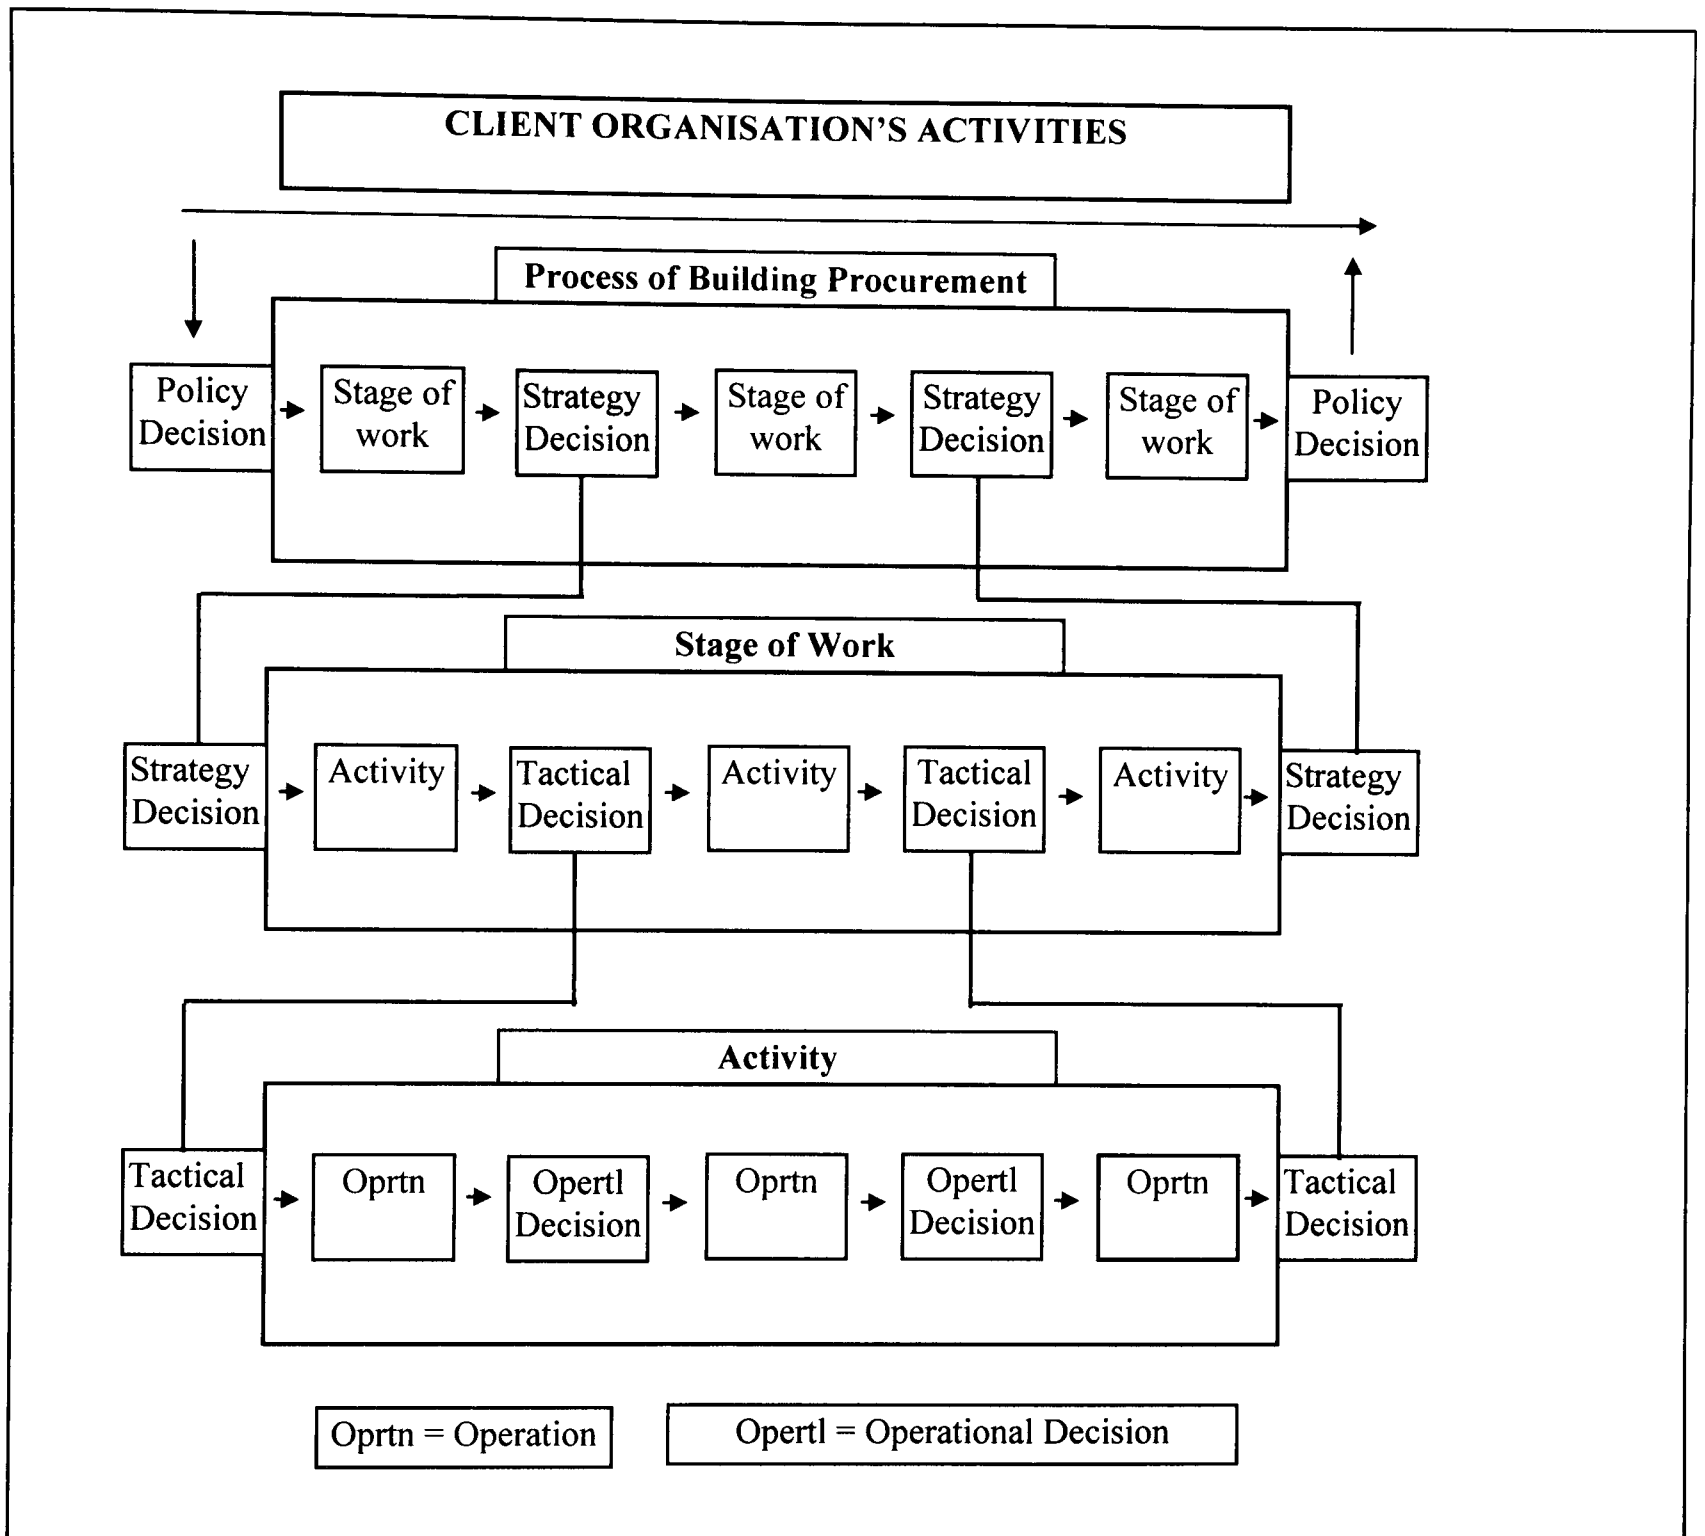 CLIENT ORGANISATION'S ACTIVITIES
Process of Building Procurement
Policy
Decision
Stage of
work
Strategy
Decision
Stage of
work
Strategy
Decision
Stage of
work
Policy
Decision
Stage of Work
Strategy
Decision
Activity
Tactical
Decision
Activity
Tactical
Decision
Activity
Strategy
Decision
Activity
Tactical
Decision
Oprtn
Opertl
Decision
Oprtn
Opertl
Decision
Oprtn
Tactical
Decision
Oprtn = Operation
Opertl = Operational Decision